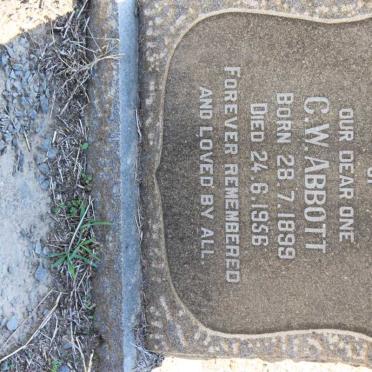 OUR DEAR ONE
C.W. ABBOTT
BORN 28.7.1899
DIED 24.6.1956
FOREVER REMEMBERED
AND LOVED BY ALL.